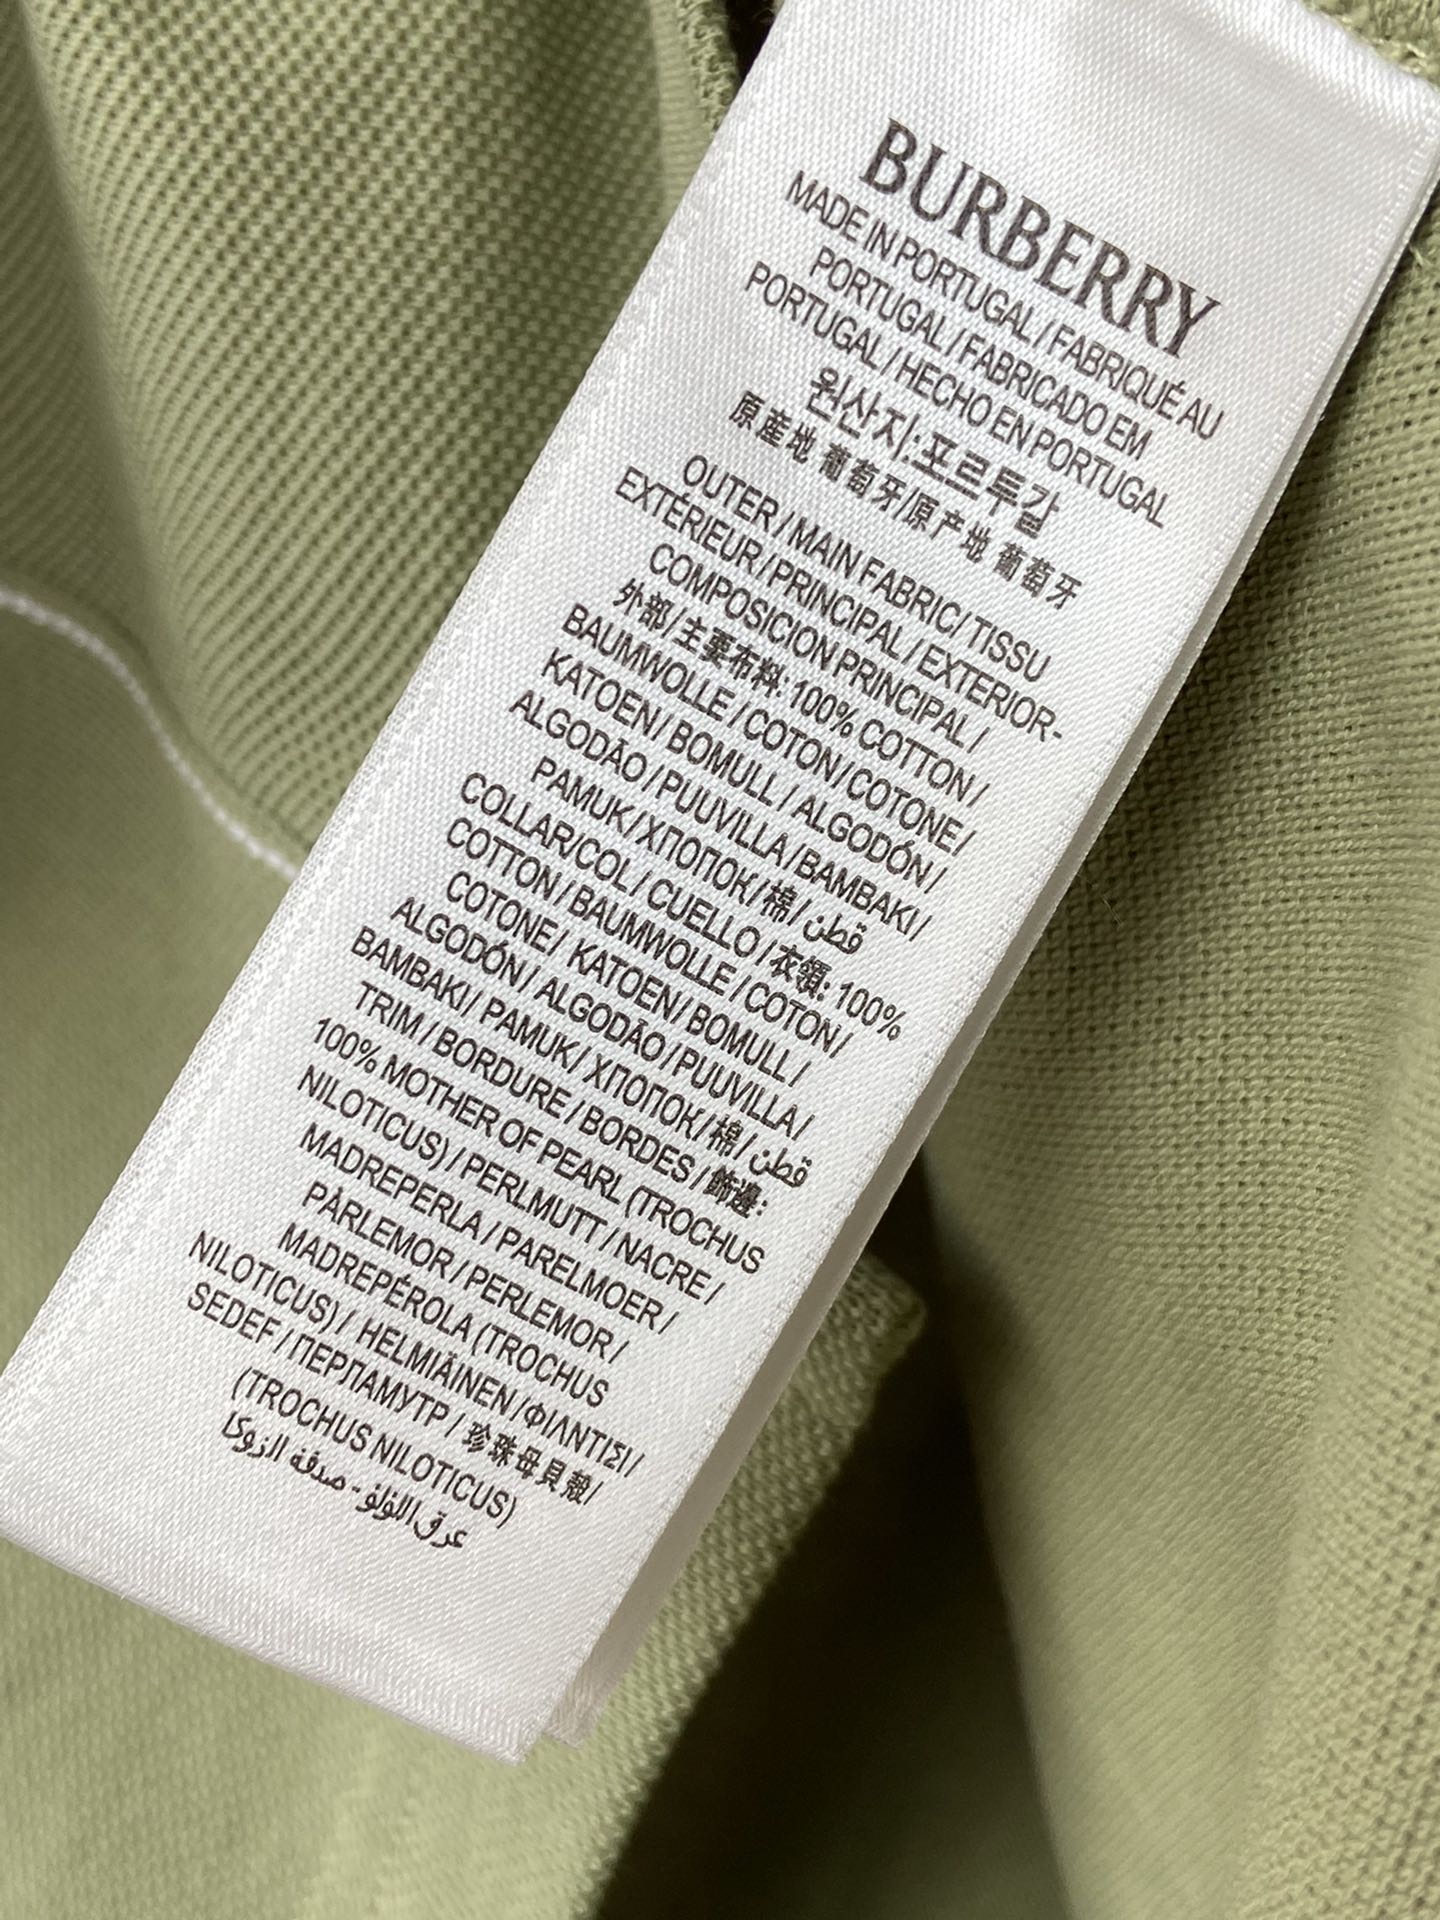 BURBERRY
MADE IN PORTUGAL / FABRIQUÉ AU
PORTUGAL / FABRICADO EM
PORTUGAL / HECHO EN PORTUGAL
원산지: 포르투갈
原産地 葡萄牙/原产地 葡萄牙
OUTER / MAIN FABRIC / TISSU
EXTÉRIEUR / PRINCIPAL / EXTERIOR-
COMPOSICION PRINCIPAL /
外部/主要布料: 100% COTTON /
BAUMWOLLE / COTON / COTONE /
KATOEN / BOMULL / ALGODÓN /
ALGODÃO / PUUVILLA / BAMBAKI /
PAMUK / ХПОПОК / 棉 / قطن
COLLAR/COL / CUELLO / 衣領: 100%
COTTON / BAUMWOLLE / COTON /
COTONE / KATOEN / BOMULL /
ALGODÓN / ALGODÃO / PUUVILLA /
BAMBAKI / PAMUK / ХПОПОК / 棉 / قطن
TRIM / BORDURE / BORDES / 飾邊:
100% MOTHER OF PEARL (TROCHUS
NILOTICUS) / PERLMUTT / NACRE /
MADREPERLA / PARELMOER /
PÄRLEMOR / PERLEMOR /
MADREPÉROLA (TROCHUS
NILOTICUS) / HELMIÄINEN / ΦΙΛΝΤΙΣΙ /
SEDEF / ПЕРЛАМУТР / 珍珠母貝殼/
(TROCHUS NILOTICUS)
عرق اللؤلؤ - صدفة الزوكا